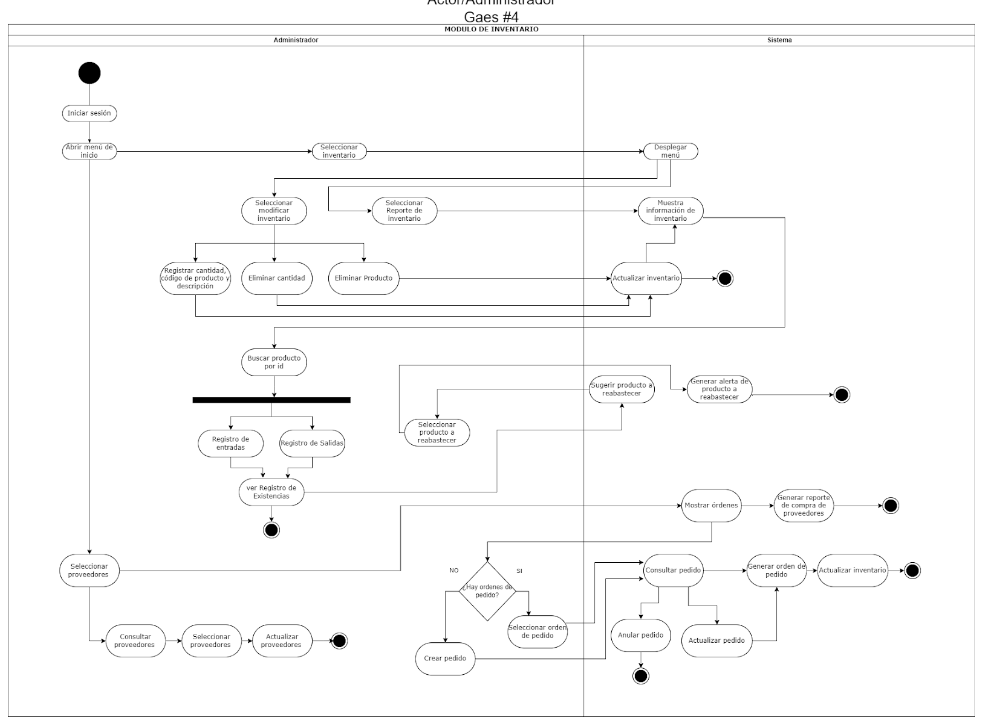 Actor/Administrador
Gaes #4
MODULO DE INVENTARIO
Administrador
Sistema
Iniciar sesión
Abrir menú de
inicio
Seleccionar
inventario
Desplegar
menú
Seleccionar
modificar
inventario
Seleccionar
Reporte de
inventario
Muestra
información de
inventario
Registrar cantidad,
código de producto y
descripción
Eliminar cantidad
Eliminar Producto
Actualizar inventario
Buscar producto
por id
Sugerir producto a
reabastecer
Generar alerta de
producto a
reabastecer
Seleccionar
producto a
reabastecer
Registro de
entradas
Registro de Salidas
ver Registro de
Existencias
Mostrar órdenes
Generar reporte
de compra de
proveedores
Seleccionar
proveedores
NO
SI
¿Hay ordenes de
pedido?
Consultar pedido
Generar orden de
pedido
Actualizar inventario
Seleccionar orden
de pedido
Anular pedido
Actualizar pedido
Consultar
proveedores
Seleccionar
proveedores
Actualizar
proveedores
Crear pedido